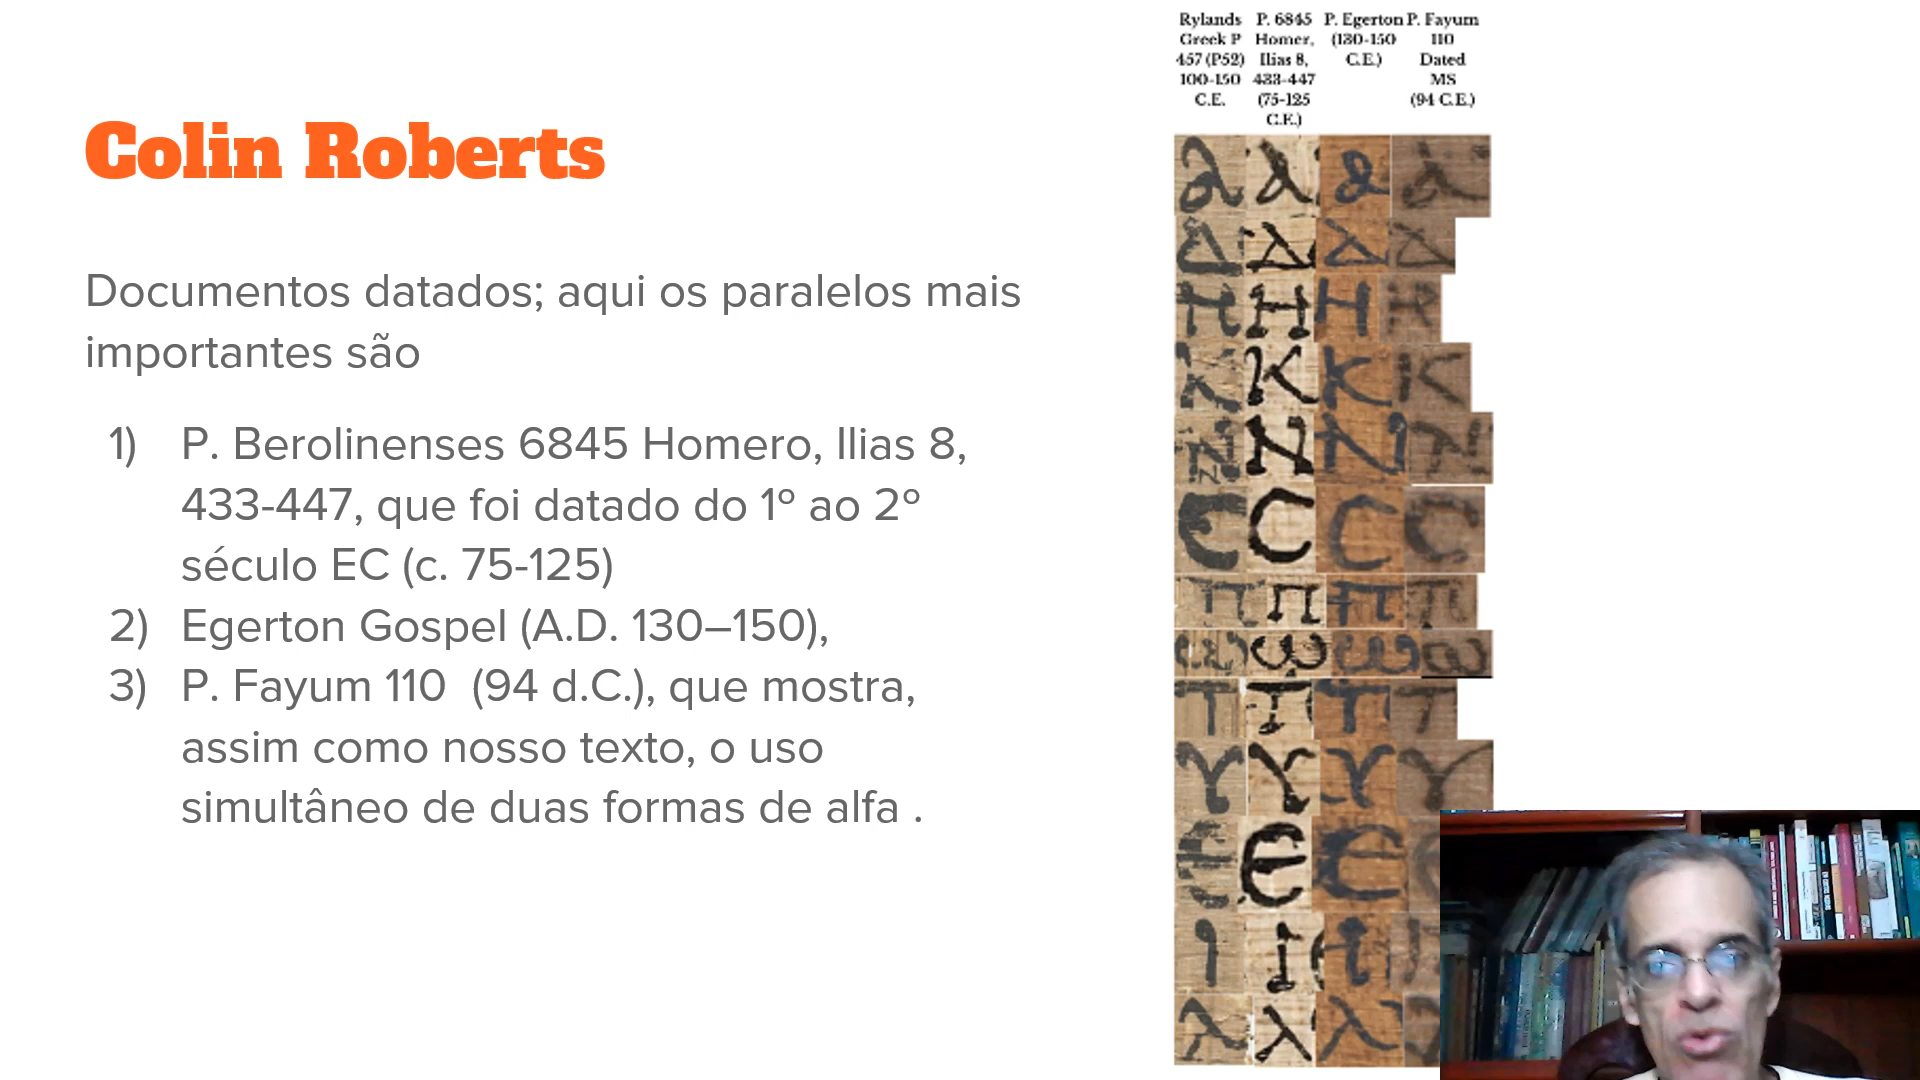 Colin Roberts
Documentos datados; aqui os paralelos mais
importantes são
1) P. Berolinenses 6845 Homero, Ilias 8,
433-447, que foi datado do 1º ao 2º
século EC (c. 75-125)
2) Egerton Gospel (A.D. 130–150),
3) P. Fayum 110 (94 d.C.), que mostra,
assim como nosso texto, o uso
simultâneo de duas formas de alfa .
Rylands
Greek P
457 (P52)
100-150
C.E.
P. 6845
Homer,
Ilias 8,
433-447
(75-125
C.E.)
P. Egerton
(130-150
C.E.)
P. Fayum
110
Dated
MS
(94 C.E.)